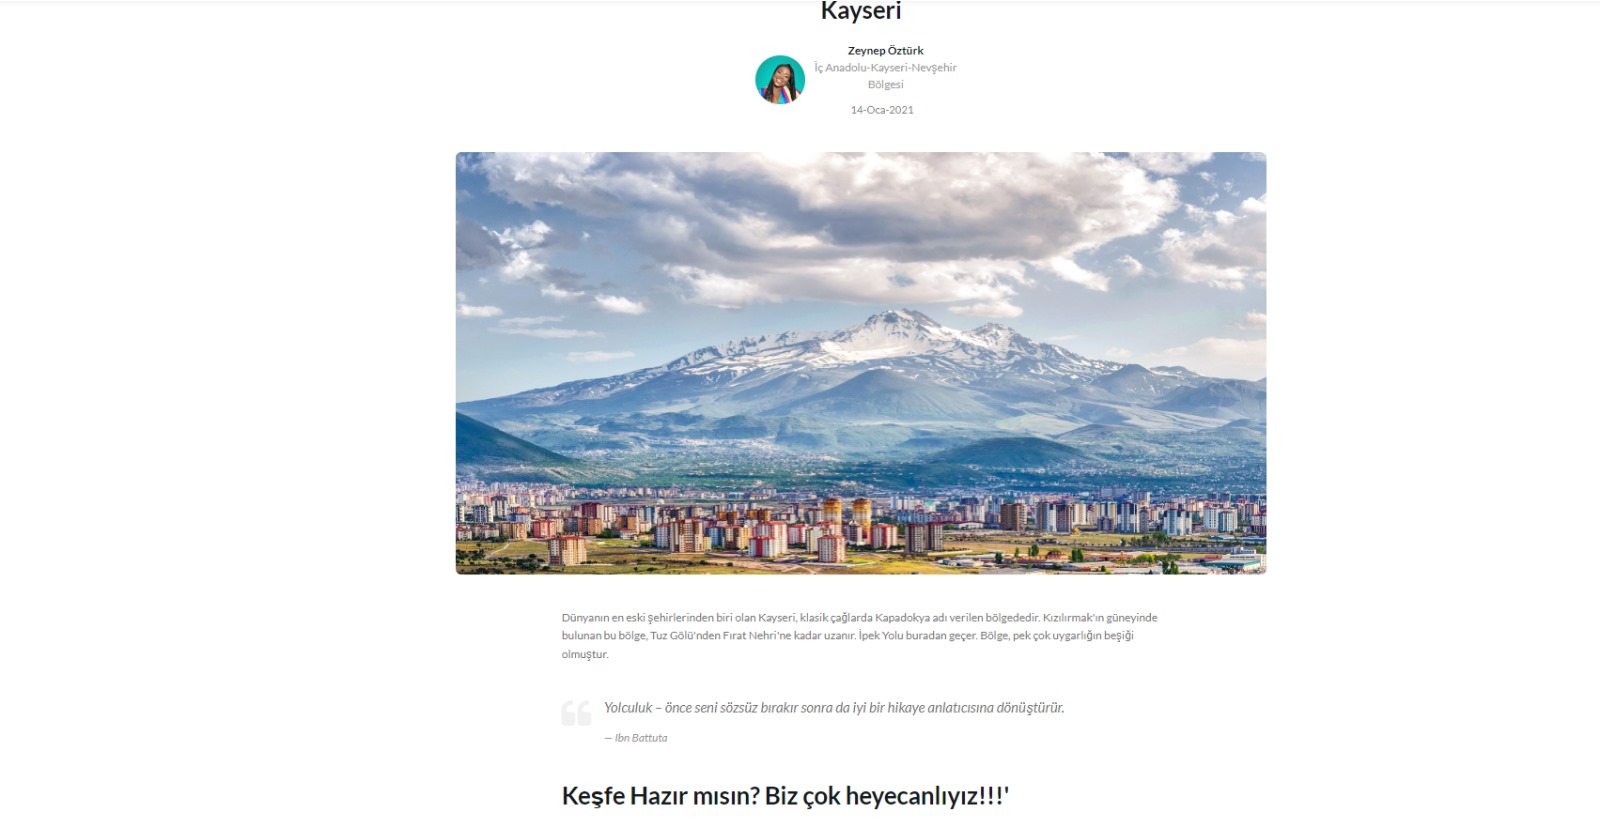 Kayseri
Zeynep Öztürk
İç Anadolu-Kayseri-Nevşehir
Bölgesi
14-Oca-2021
Dünyanın en eski şehirlerinden biri olan Kayseri, klasik çağlarda Kapadokya adı verilen bölgededir. Kızılırmak'ın güneyinde
bulunan bu bölge, Tuz Gölü'nden Fırat Nehri'ne kadar uzanır. İpek Yolu buradan geçer. Bölge, pek çok uygarlığın beşiği
olmuştur.
Yolculuk – önce seni sözsüz bırakır sonra da iyi bir hikaye anlatıcısına dönüştürür.
— Ibn Battuta
Keşfe Hazır mısın? Biz çok heyecanlıyız!!!'